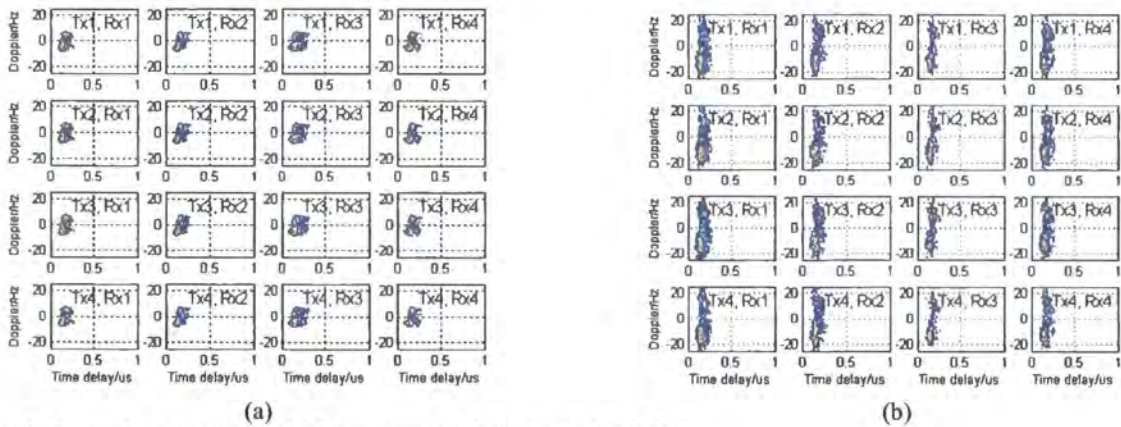 Doppler/Hz 20 0 -20 Tx1, Rx1 20 0 -20 Tx1, Rx2 20 0 -20 Tx1, Rx3 20 0 -20 Tx1, Rx4
0 0.5 1 0 0.5 1 0 0.5 1 0 0.5 1
Doppler/Hz 20 0 -20 Tx2, Rx1 20 0 -20 Tx2, Rx2 20 0 -20 Tx2, Rx3 20 0 -20 Tx2, Rx4
0 0.5 1 0 0.5 1 0 0.5 1 0 0.5 1
Doppler/Hz 20 0 -20 Tx3, Rx1 20 0 -20 Tx3, Rx2 20 0 -20 Tx3, Rx3 20 0 -20 Tx3, Rx4
0 0.5 1 0 0.5 1 0 0.5 1 0 0.5 1
Doppler/Hz 20 0 -20 Tx4, Rx1 20 0 -20 Tx4, Rx2 20 0 -20 Tx4, Rx3 20 0 -20 Tx4, Rx4
0 0.5 1 0 0.5 1 0 0.5 1 0 0.5 1
Time delay/us Time delay/us Time delay/us Time delay/us
(a)
Doppler/Hz 20 0 -20 Tx1, Rx1 20 0 -20 Tx1, Rx2 20 0 -20 Tx1, Rx3 20 0 -20 Tx1, Rx4
0 0.5 1 0 0.5 1 0 0.5 1 0 0.5 1
Doppler/Hz 20 0 -20 Tx2, Rx1 20 0 -20 Tx2, Rx2 20 0 -20 Tx2, Rx3 20 0 -20 Tx2, Rx4
0 0.5 1 0 0.5 1 0 0.5 1 0 0.5 1
Doppler/Hz 20 0 -20 Tx3, Rx1 20 0 -20 Tx3, Rx2 20 0 -20 Tx3, Rx3 20 0 -20 Tx3, Rx4
0 0.5 1 0 0.5 1 0 0.5 1 0 0.5 1
Doppler/Hz 20 0 -20 Tx4, Rx1 20 0 -20 Tx4, Rx2 20 0 -20 Tx4, Rx3 20 0 -20 Tx4, Rx4
0 0.5 1 0 0.5 1 0 0.5 1 0 0.5 1
Time delay/us Time delay/us Time delay/us Time delay/us
(b)